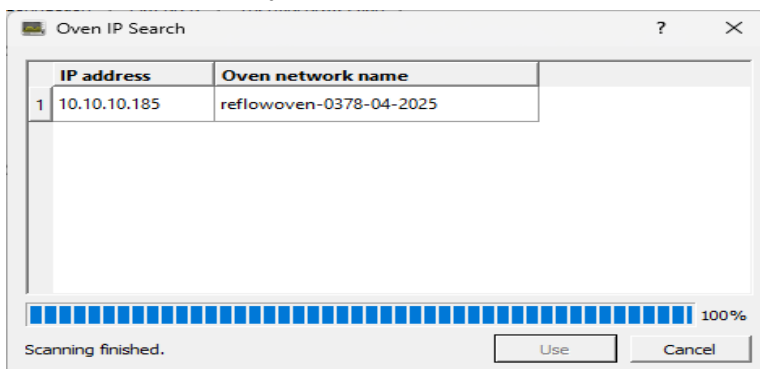 Oven IP Search
IP address Oven network name
1 10.10.10.185 reflowoven-0378-04-2025
100%
Scanning finished. Use Cancel